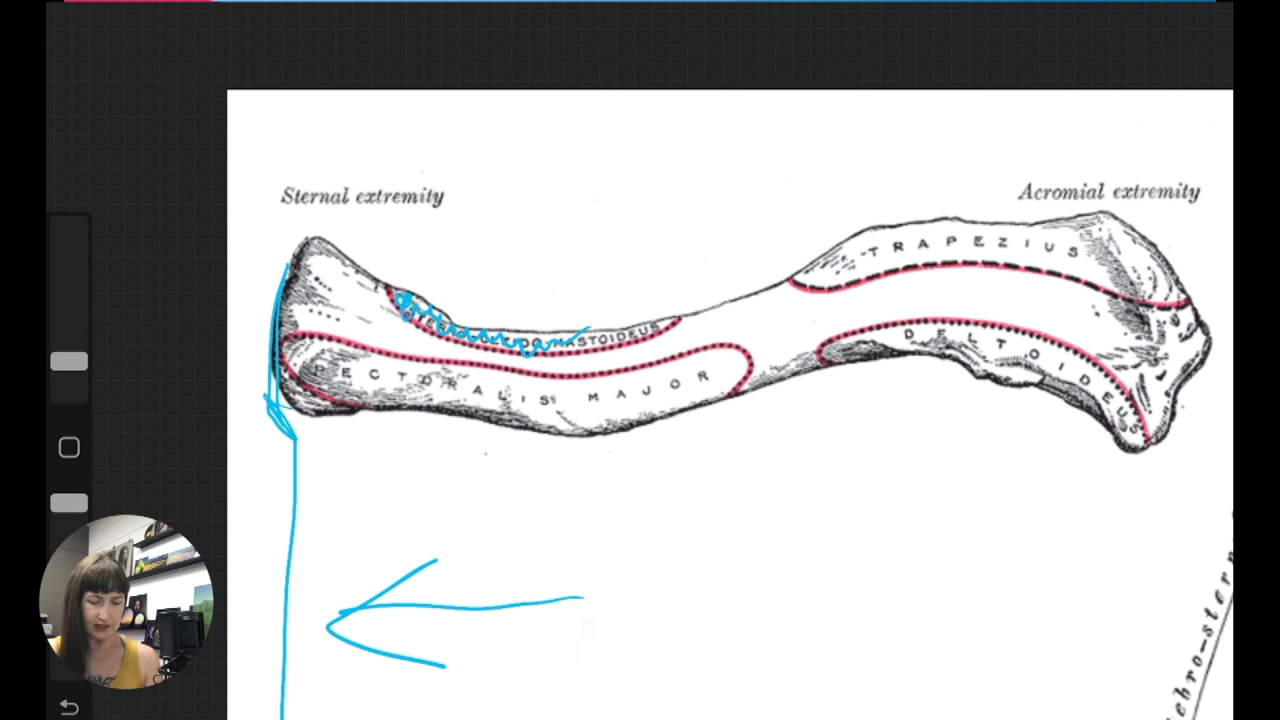 Sternal extremity
Acromial extremity
TRAPEZIUS
MASTOIDEUS
DELTOIDEUS
PECTORALIS MAJOR